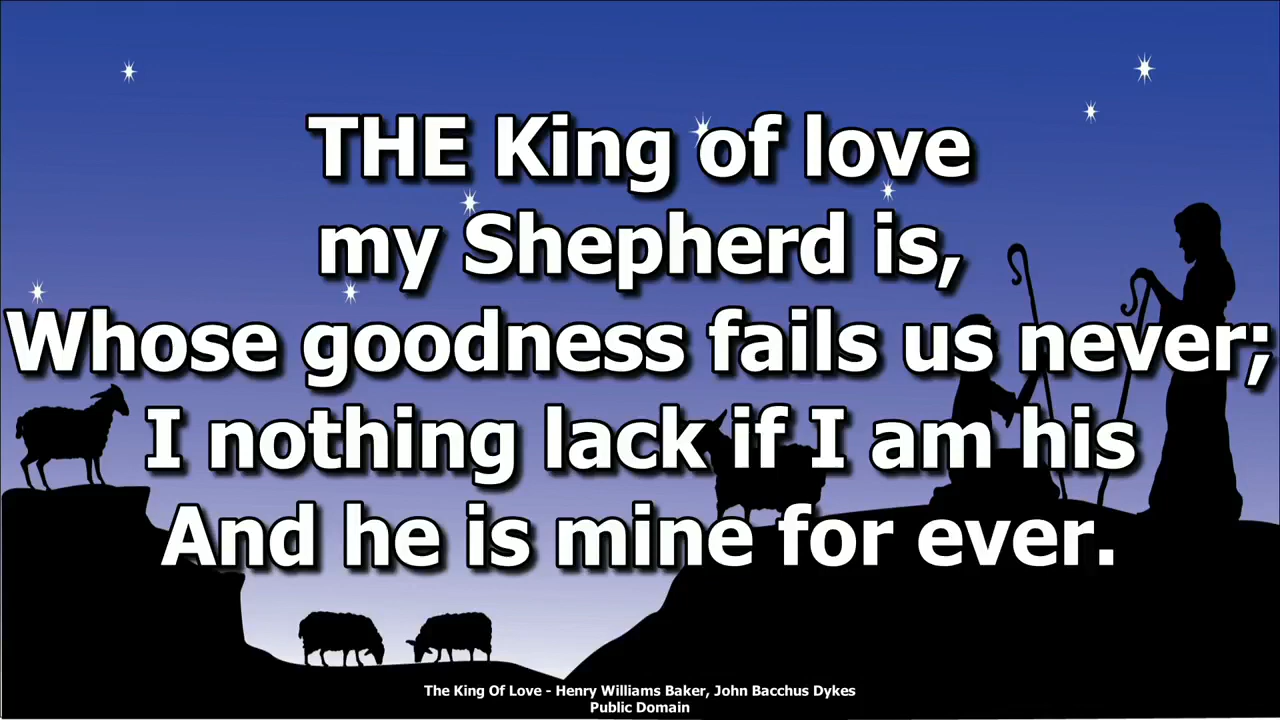 THE King of love
my Shepherd is,
Whose goodness fails us never;
I nothing lack if I am his
And he is mine for ever.
The King Of Love - Henry Williams Baker, John Bacchus Dykes
Public Domain